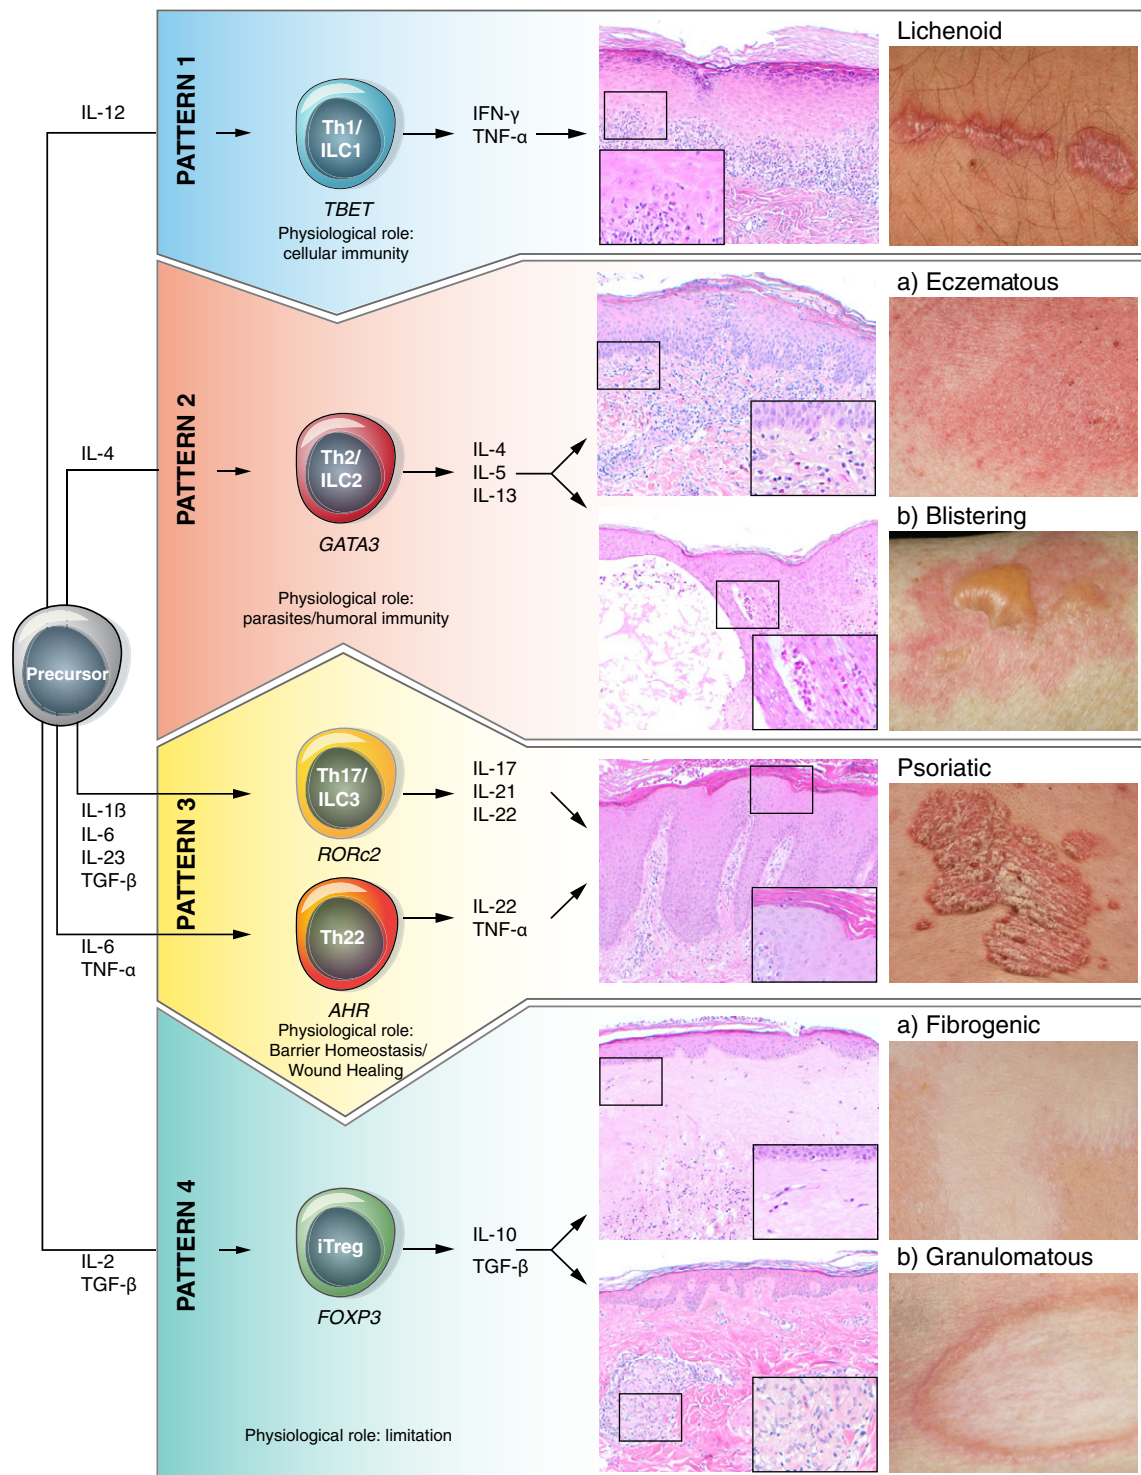 Lichenoid
PATTERN 1
IL-12
Th1/
ILC1
IFN-γ
TNF-α
TBET
Physiological role:
cellular immunity
a) Eczematous
PATTERN 2
IL-4
Th2/
ILC2
IL-4
IL-5
IL-13
GATA3
b) Blistering
Physiological role:
parasites/humoral immunity
Precursor
Psoriatic
PATTERN 3
IL-1ß
IL-6
IL-23
TGF-β
Th17/
ILC3
IL-17
IL-21
IL-22
RORc2
IL-6
TNF-α
Th22
IL-22
TNF-α
AHR
Physiological role:
Barrier Homeostasis/
Wound Healing
a) Fibrogenic
PATTERN 4
IL-2
TGF-β
iTreg
IL-10
TGF-β
FOXP3
b) Granulomatous
Physiological role: limitation